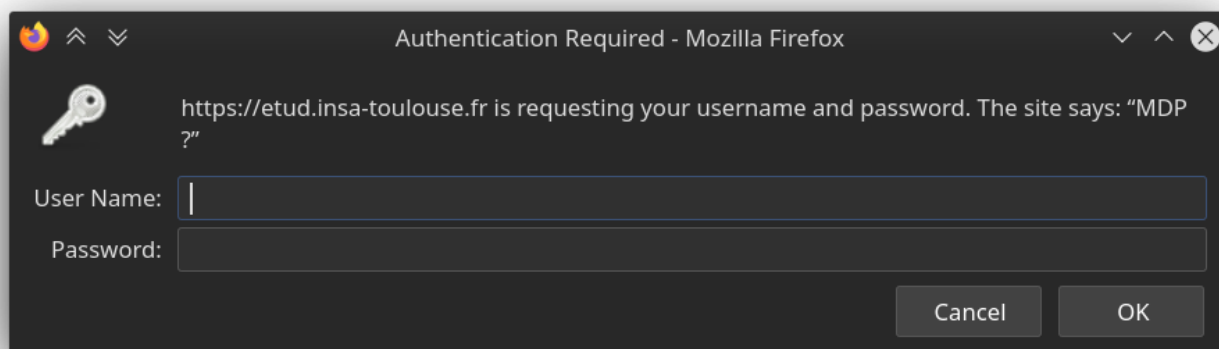 Authentication Required - Mozilla Firefox
https://etud.insa-toulouse.fr is requesting your username and password. The site says: “MDP
?”
User Name:
Password:
Cancel OK